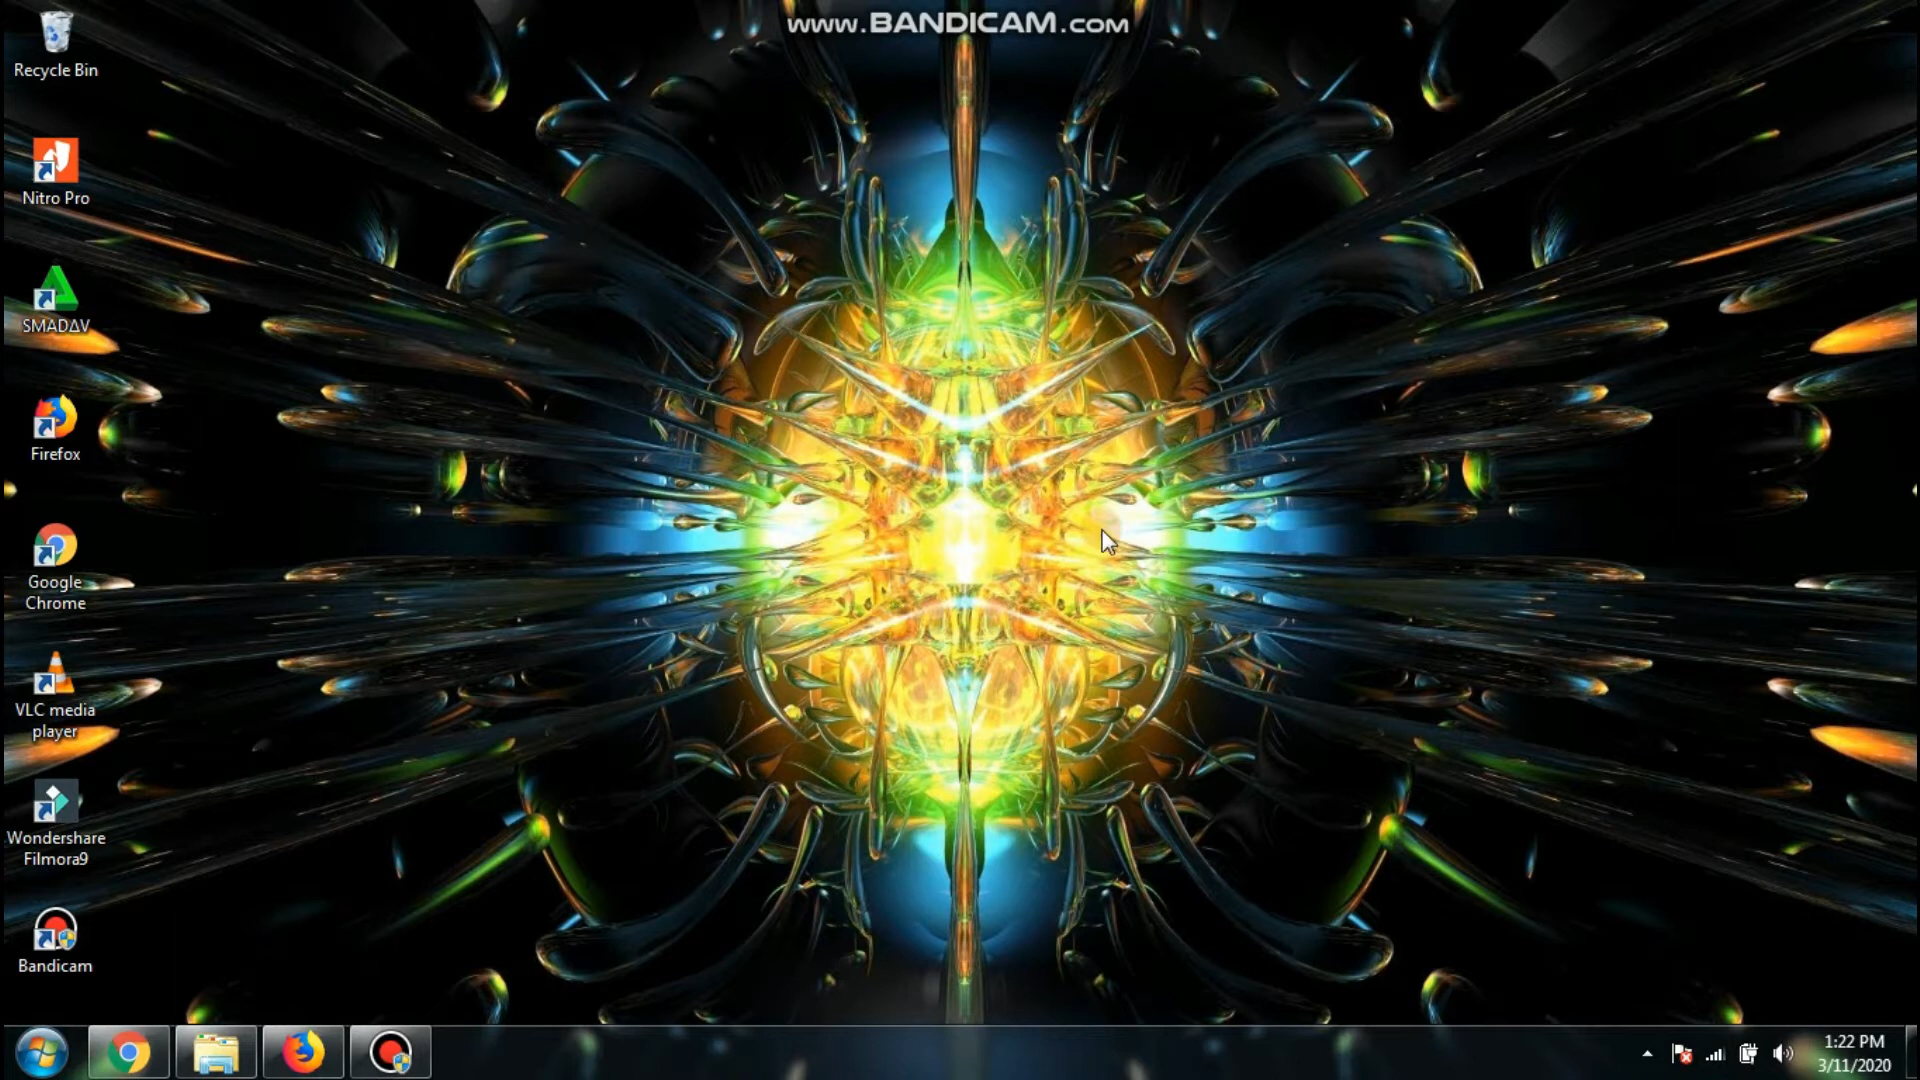 www.BANDICAM.com
Recycle Bin
Nitro Pro
SMADΔV
Firefox
Google
Chrome
VLC media
player
Wondershare
Filmora9
Bandicam
1:22 PM
3/11/2020